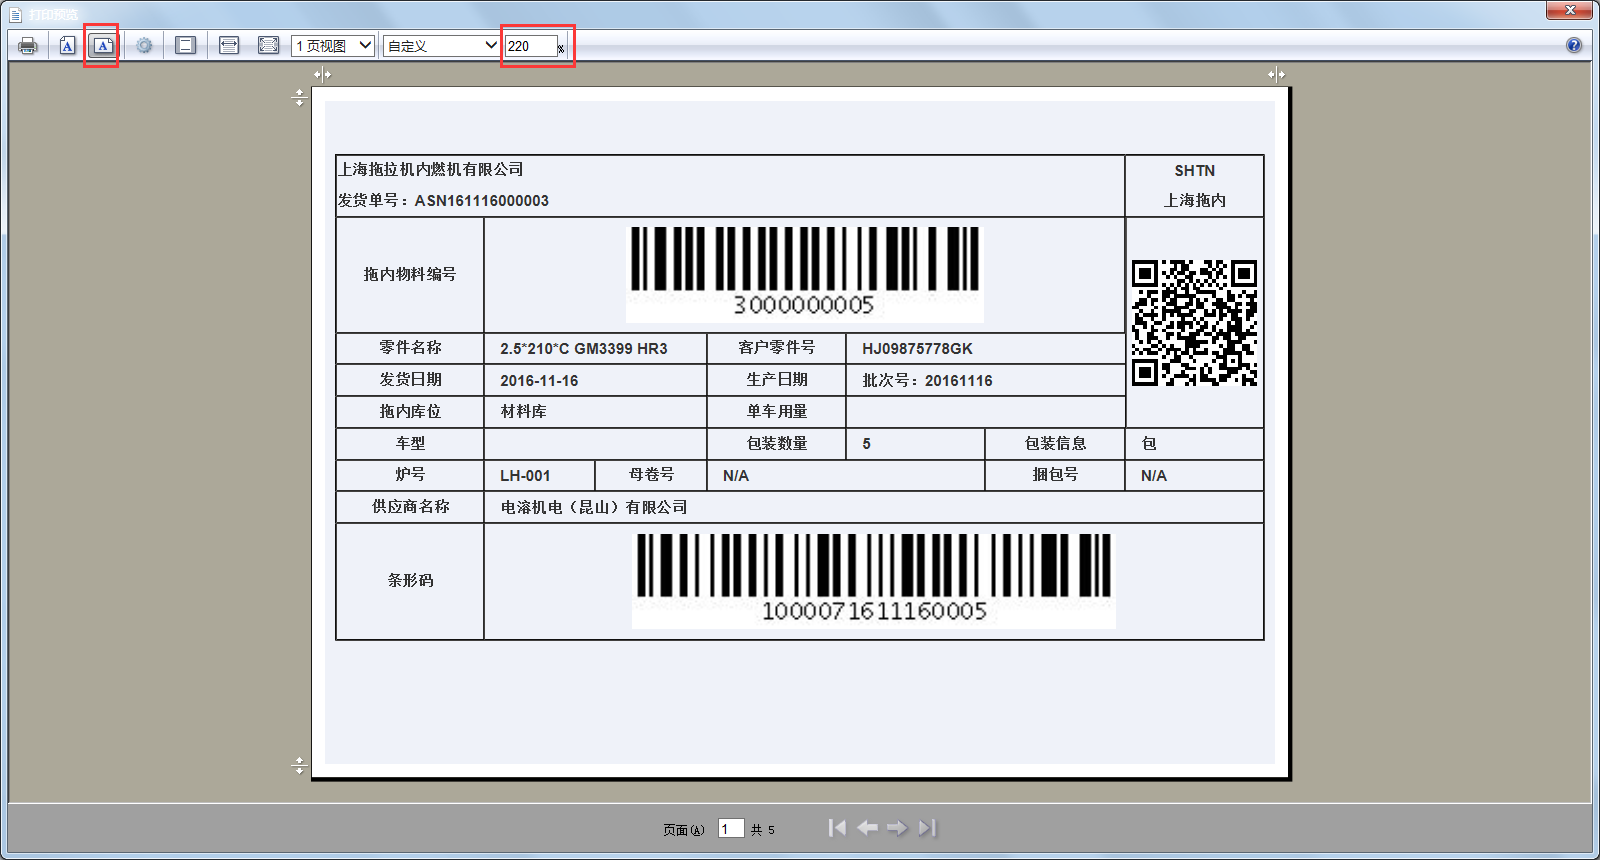 打印预览
1 页视图
自定义
220
%
上海拖拉机内燃机有限公司
发货单号：ASN161116000003
SHTN
上海拖内
拖内物料编号
3000000005
零件名称
2.5*210*C GM3399 HR3
客户零件号
HJ09875778GK
发货日期
2016-11-16
生产日期
批次号：20161116
拖内库位
材料库
单车用量
车型
包装数量
5
包装信息
包
炉号
LH-001
母卷号
N/A
捆包号
N/A
供应商名称
电溶机电（昆山）有限公司
条形码
1000071611160005
页面(A) 1 共 5